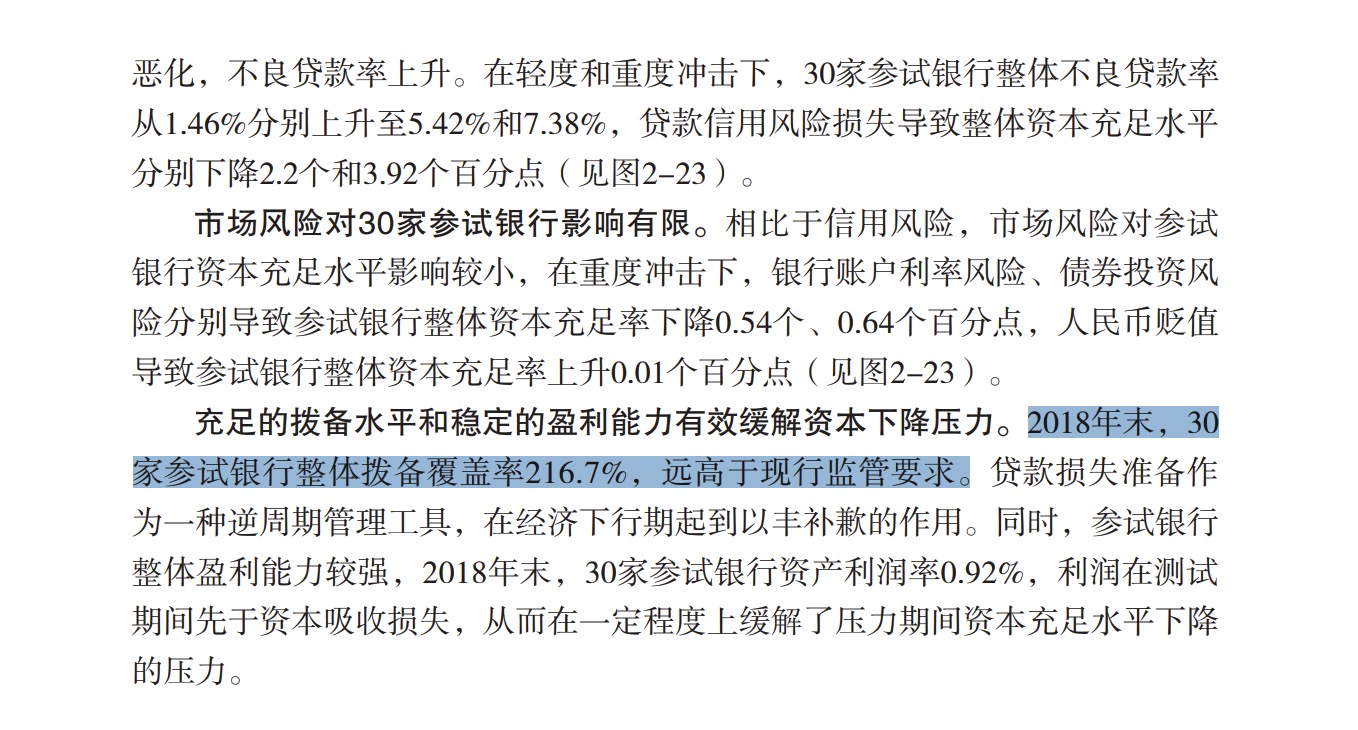 恶化，不良贷款率上升。在轻度和重度冲击下，30家参试银行整体不良贷款率
从1.46%分别上升至5.42%和7.38%，贷款信用风险损失导致整体资本充足水平
分别下降2.2个和3.92个百分点（见图2-23）。
市场风险对30家参试银行影响有限。相比于信用风险，市场风险对参试
银行资本充足水平影响较小，在重度冲击下，银行账户利率风险、债券投资风
险分别导致参试银行整体资本充足率下降0.54个、0.64个百分点，人民币贬值
导致参试银行整体资本充足率上升0.01个百分点（见图2-23）。
充足的拨备水平和稳定的盈利能力有效缓解资本下降压力。2018年末，30
家参试银行整体拨备覆盖率216.7%，远高于现行监管要求。贷款损失准备作
为一种逆周期管理工具，在经济下行期起到以丰补歉的作用。同时，参试银行
整体盈利能力较强，2018年末，30家参试银行资产利润率0.92%，利润在测试
期间先于资本吸收损失，从而在一定程度上缓解了压力期间资本充足水平下降
的压力。